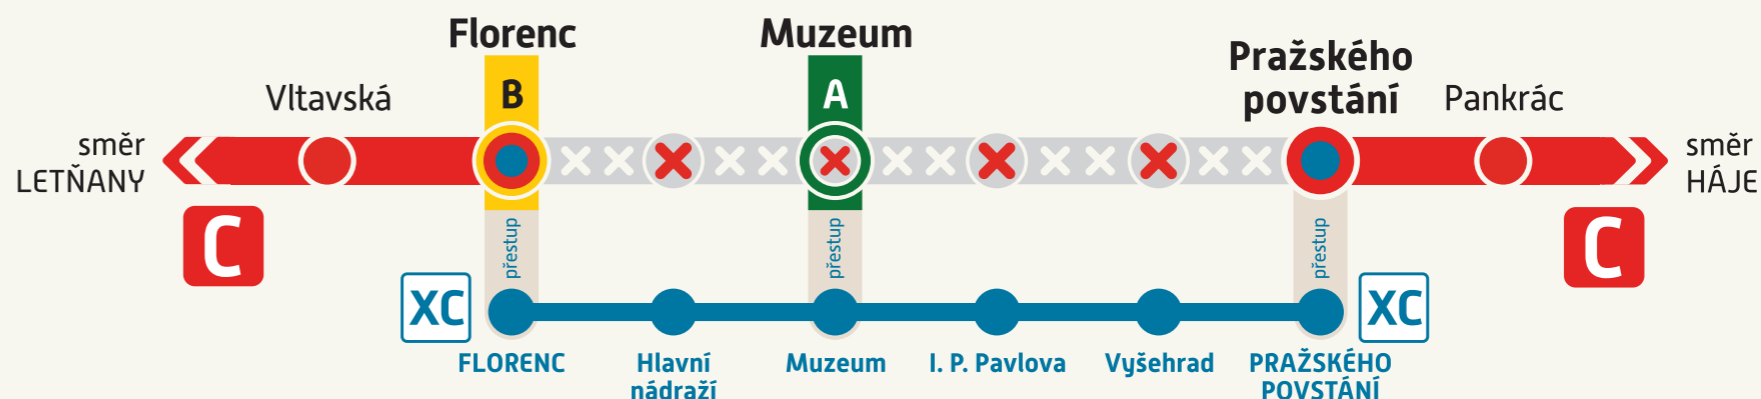 Florenc
Muzeum
Pražského
povstání
Vltavská
B
A
Pankrác
směr
LETŇANY
směr
HÁJE
C
přestup
přestup
přestup
C
XC
XC
FLORENC
Hlavní
nádraží
Muzeum
I. P. Pavlova
Vyšehrad
PRAŽSKÉHO
POVSTÁNÍ